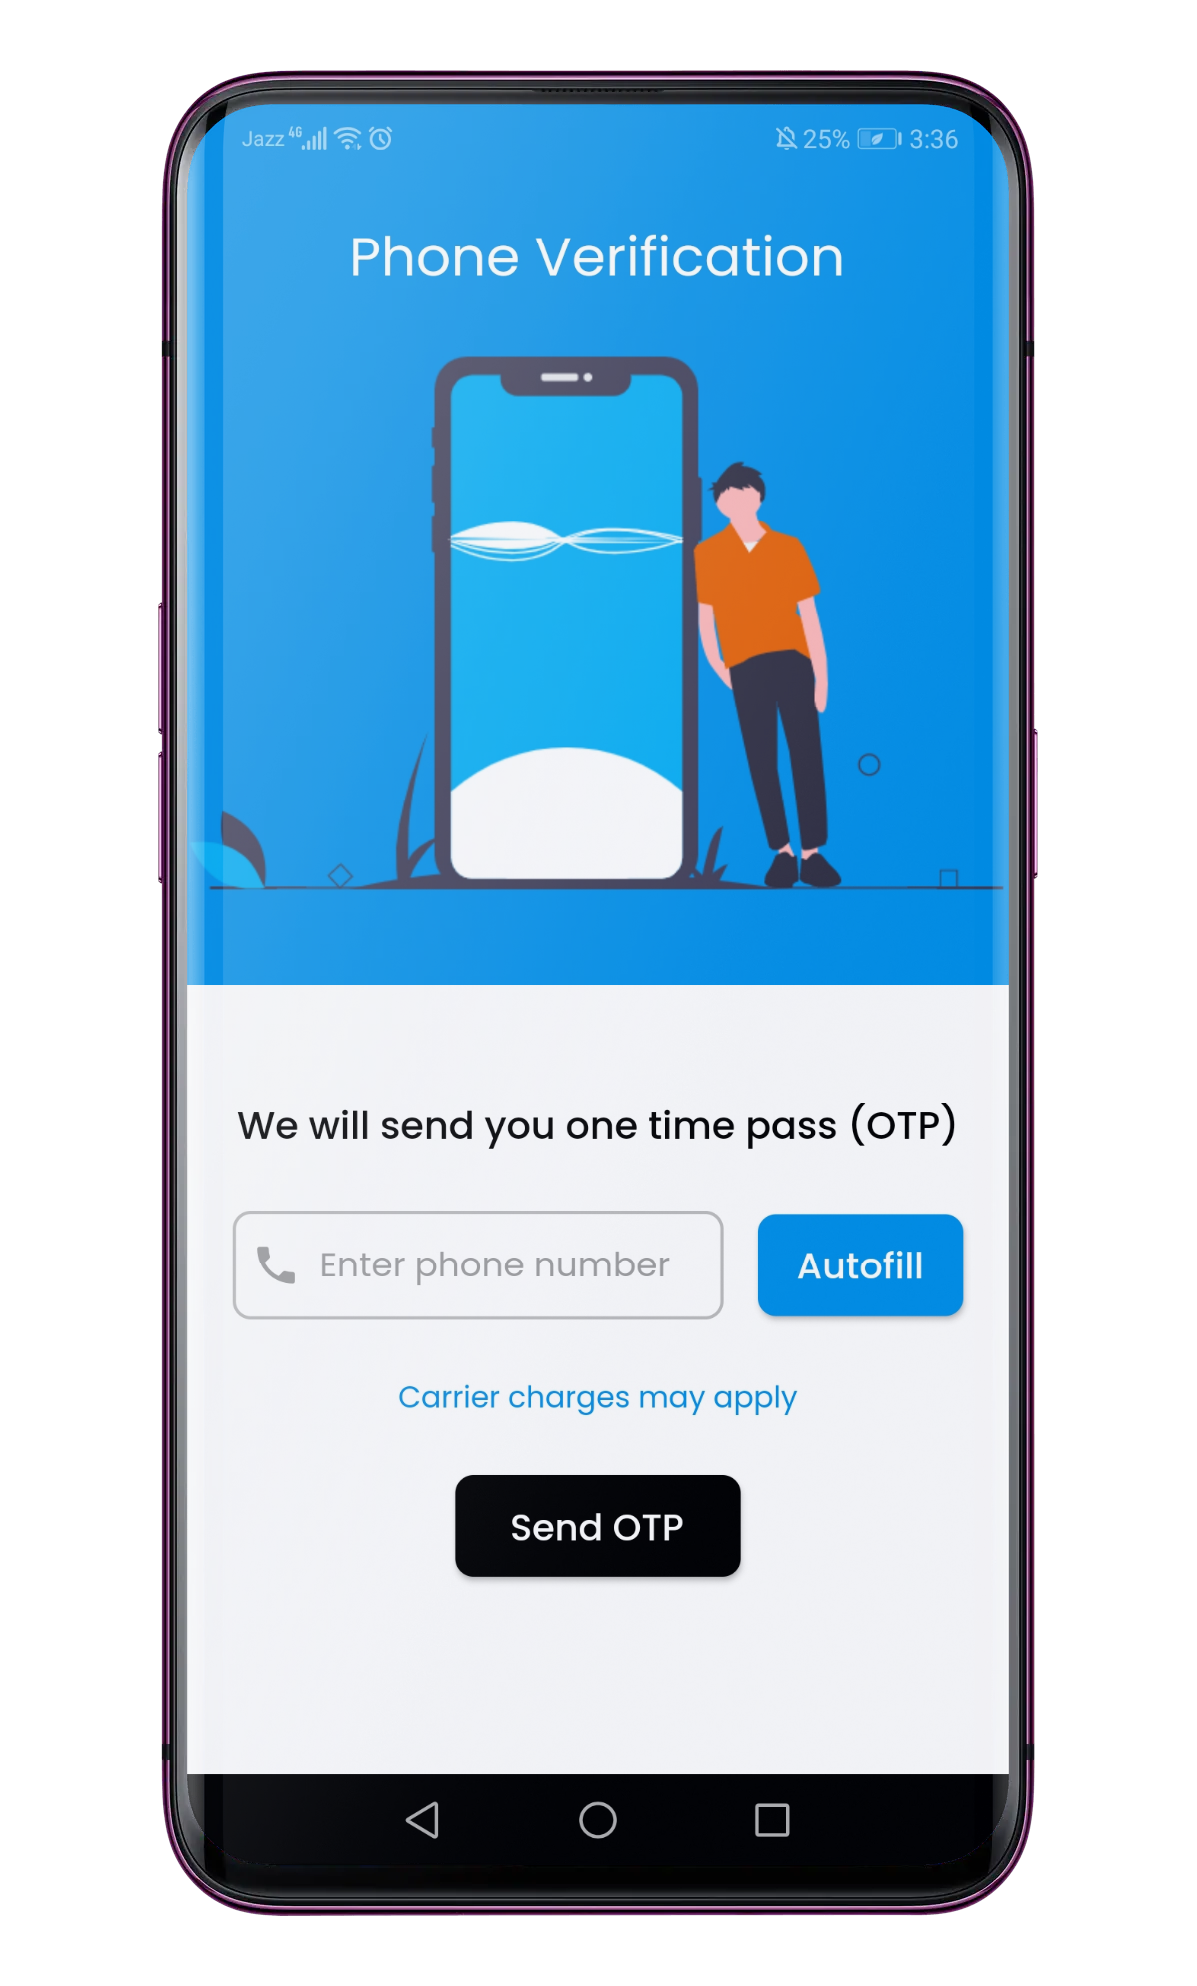 Jazz 4G 25% 3:36
Phone Verification
We will send you one time pass (OTP)
Enter phone number Autofill
Carrier charges may apply
Send OTP